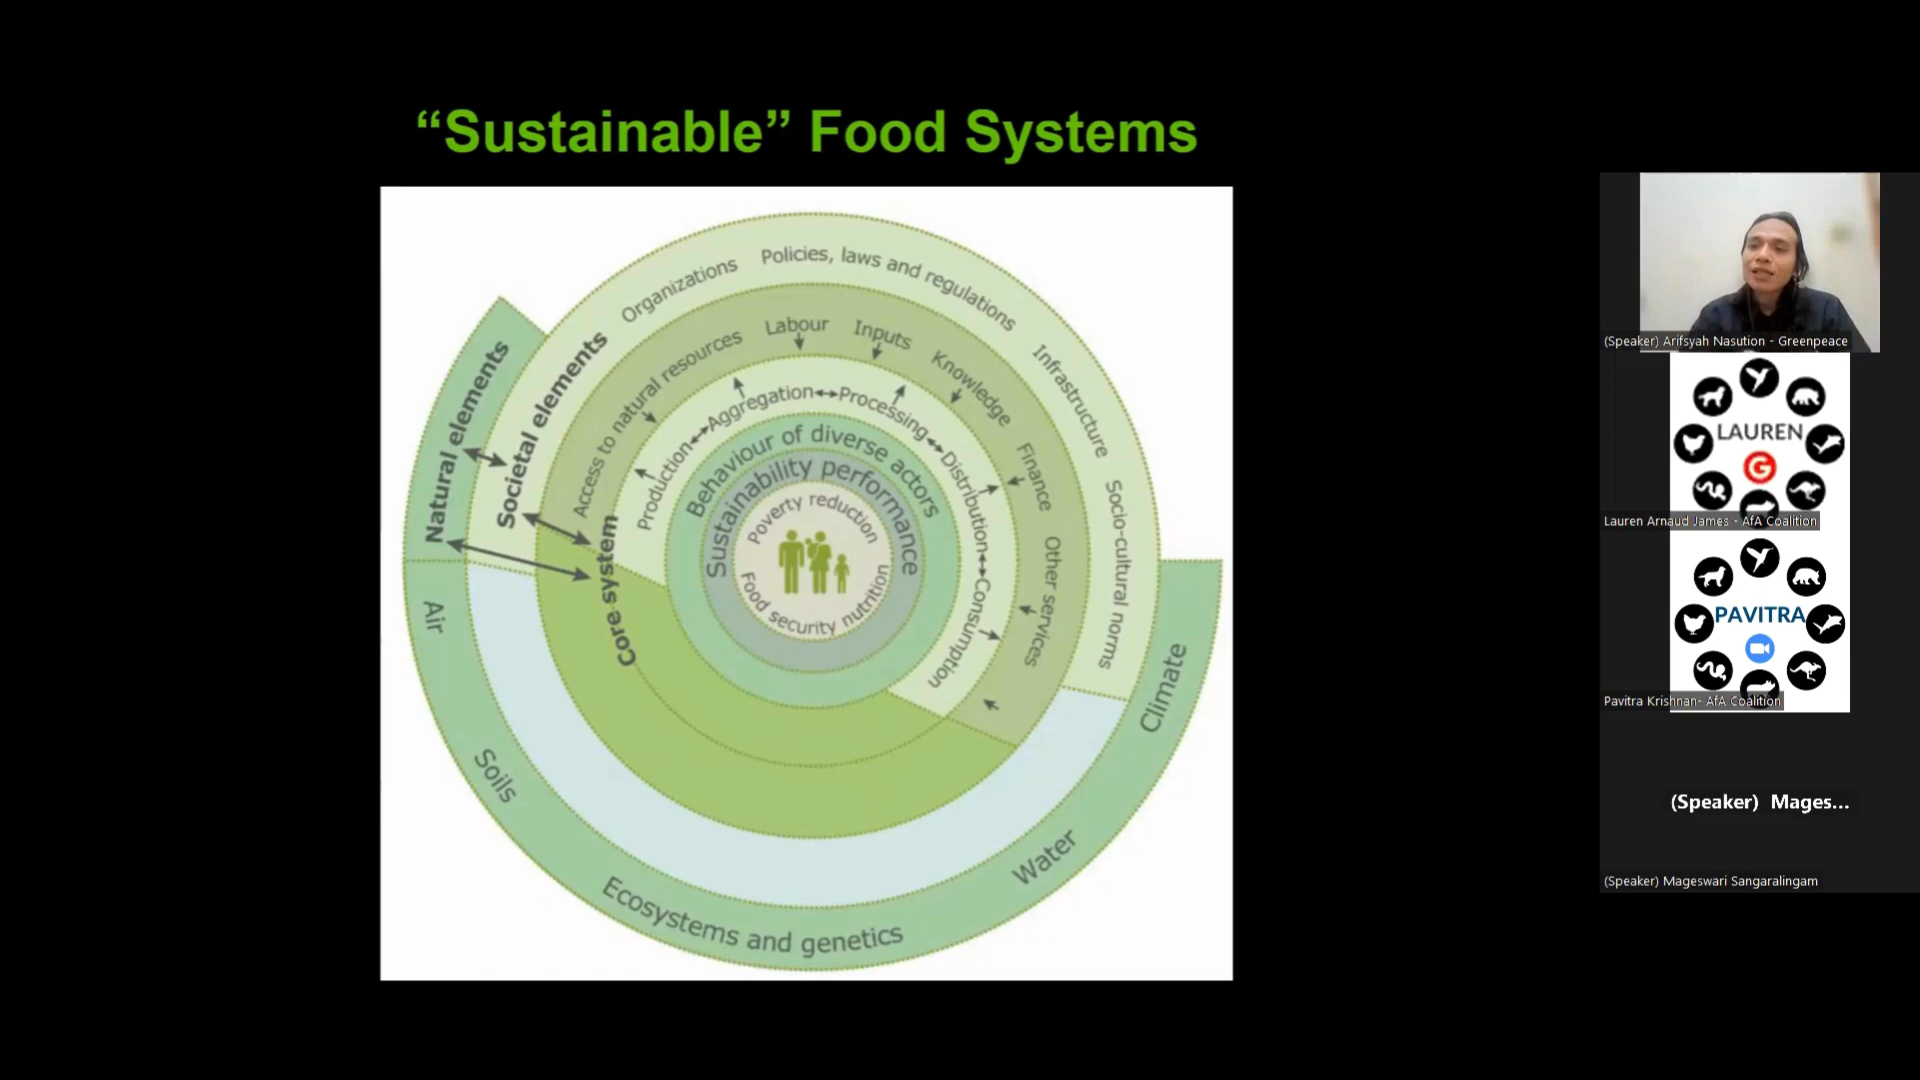 “Sustainable” Food Systems
Natural elements
Societal elements
Core system
Organizations
Policies, laws and regulations
Infrastructure
Socio-cultural norms
Access to natural resources
Labour
Inputs
Knowledge
Finance
Other services
Production
Aggregation
Processing
Distribution
Consumption
Behaviour of diverse actors
Sustainability performance
Poverty reduction
Food security nutrition
Air
Soils
Ecosystems and genetics
Water
Climate
(Speaker) Arifsyah Nasution - Greenpeace
LAUREN
G
Lauren Arnaud James - AfA Coalition
PAVITRA
Pavitra Krishnan- AfA Coalition
(Speaker) Mages...
(Speaker) Mageswari Sangaralingam